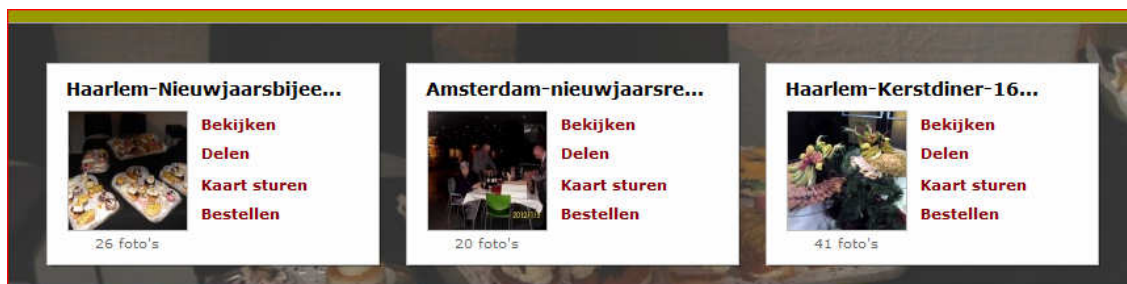 Haarlem-Nieuwjaarsbijee...
Bekijken
Delen
Kaart sturen
Bestellen
26 foto's
Amsterdam-nieuwjaarsre...
Bekijken
Delen
Kaart sturen
Bestellen
20 foto's
Haarlem-Kerstdiner-16...
Bekijken
Delen
Kaart sturen
Bestellen
41 foto's